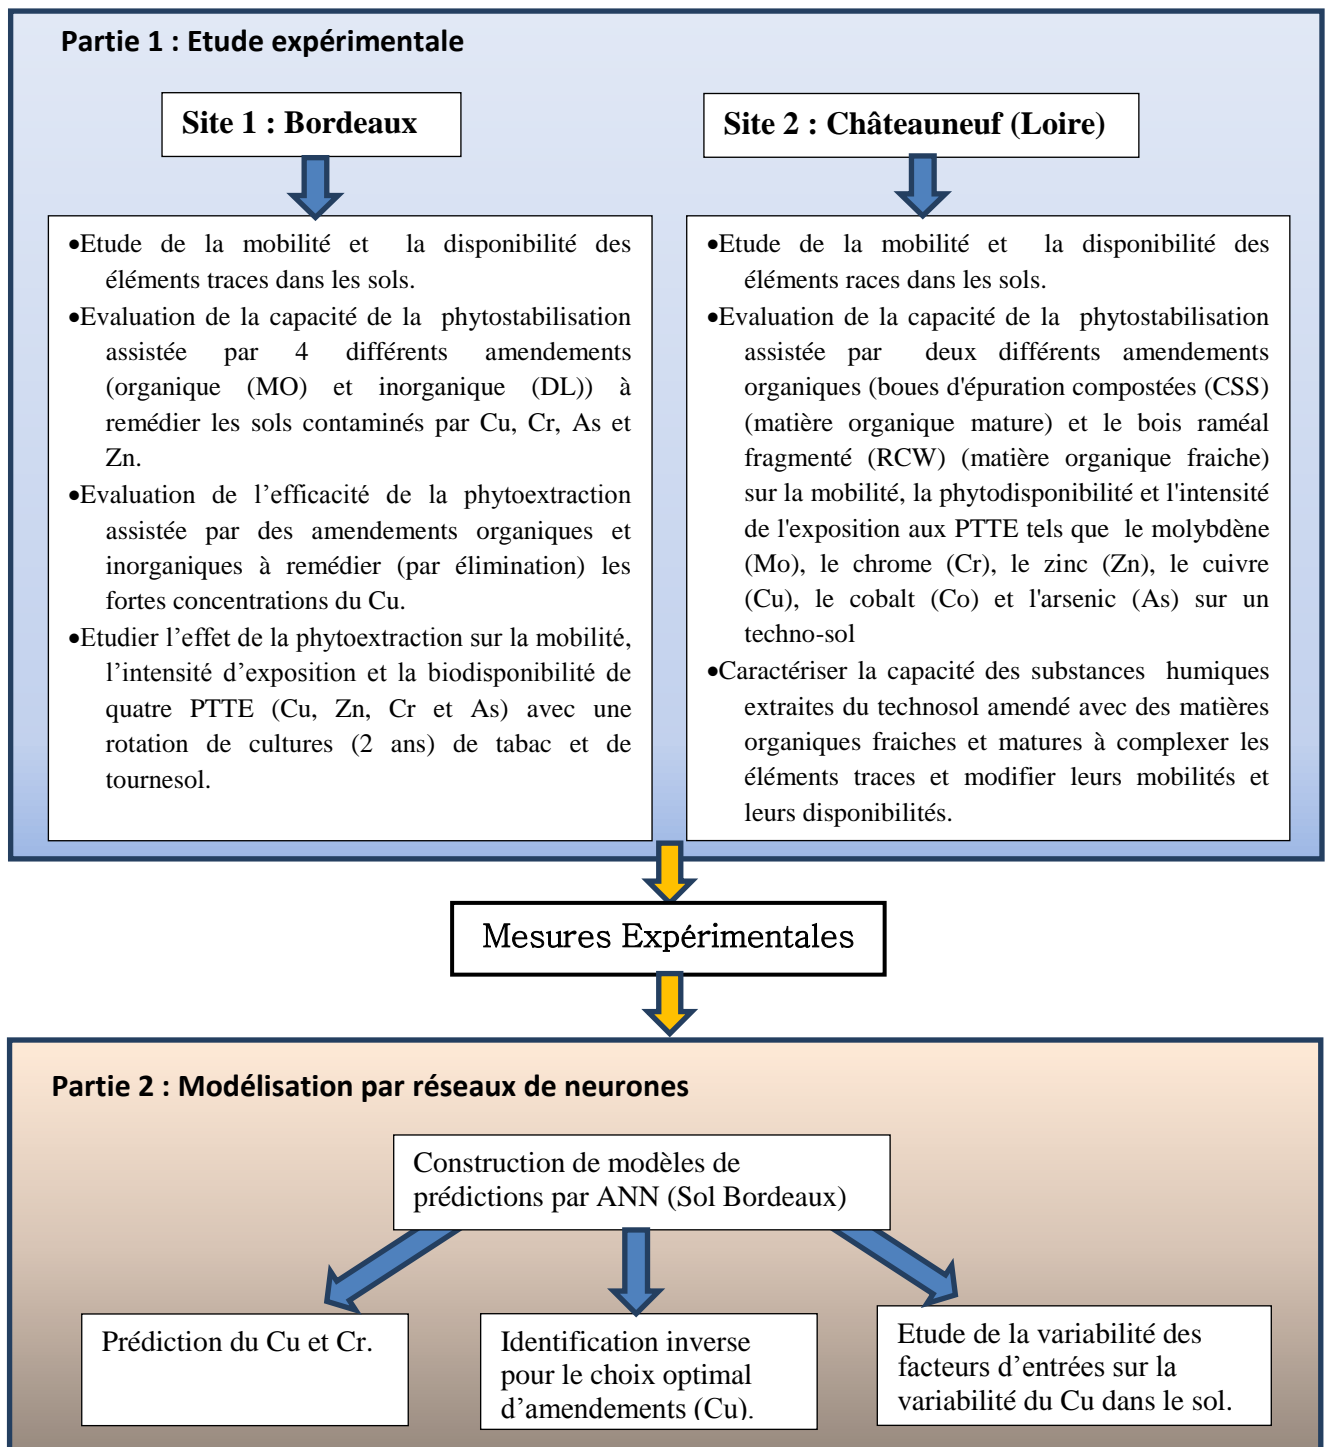 Partie 1 : Etude expérimentale
Site 1 : Bordeaux
•Etude de la mobilité et la disponibilité des
éléments traces dans les sols.
•Evaluation de la capacité de la phytostabilisation
assistée par 4 différents amendements
(organique (MO) et inorganique (DL)) à
remédier les sols contaminés par Cu, Cr, As et
Zn.
•Evaluation de l’efficacité de la phytoextraction
assistée par des amendements organiques et
inorganiques à remédier (par élimination) les
fortes concentrations du Cu.
•Etudier l’effet de la phytoextraction sur la mobilité,
l’intensité d’exposition et la biodisponibilité de
quatre PTTE (Cu, Zn, Cr et As) avec une
rotation de cultures (2 ans) de tabac et de
tournesol.
Site 2 : Châteauneuf (Loire)
•Etude de la mobilité et la disponibilité des
éléments races dans les sols.
•Evaluation de la capacité de la phytostabilisation
assistée par deux différents amendements
organiques (boues d'épuration compostées (CSS)
(matière organique mature) et le bois raméal
fragmenté (RCW) (matière organique fraiche)
sur la mobilité, la phytodisponibilité et l'intensité
de l'exposition aux PTTE tels que le molybdène
(Mo), le chrome (Cr), le zinc (Zn), le cuivre
(Cu), le cobalt (Co) et l'arsenic (As) sur un
techno-sol
•Caractériser la capacité des substances humiques
extraites du technosol amendé avec des matières
organiques fraiches et matures à complexer les
éléments traces et modifier leurs mobilités et
leurs disponibilités.
Mesures Expérimentales
Partie 2 : Modélisation par réseaux de neurones
Construction de modèles de
prédictions par ANN (Sol Bordeaux)
Prédiction du Cu et Cr.
Identification inverse
pour le choix optimal
d’amendements (Cu).
Etude de la variabilité des
facteurs d’entrées sur la
variabilité du Cu dans le sol.